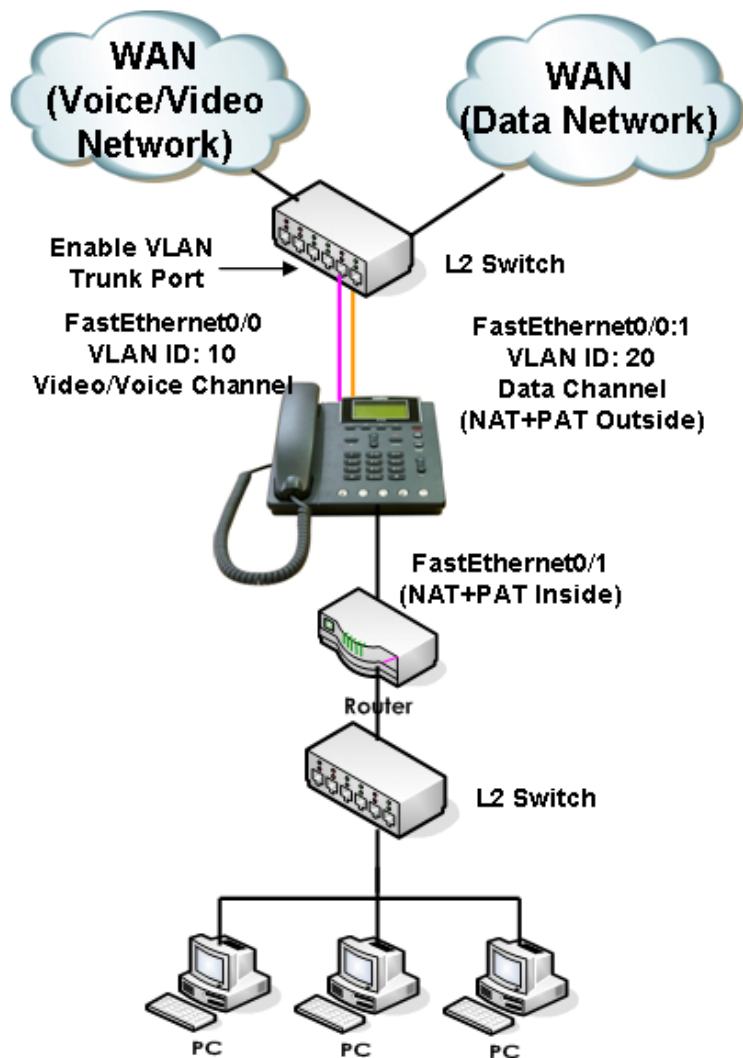 WAN
(Voice/Video
Network)
WAN
(Data Network)
Enable VLAN
Trunk Port
L2 Switch
FastEthernet0/0
VLAN ID: 10
Video/Voice Channel
FastEthernet0/0:1
VLAN ID: 20
Data Channel
(NAT+PAT Outside)
FastEthernet0/1
(NAT+PAT Inside)
Router
L2 Switch
PC
PC
PC